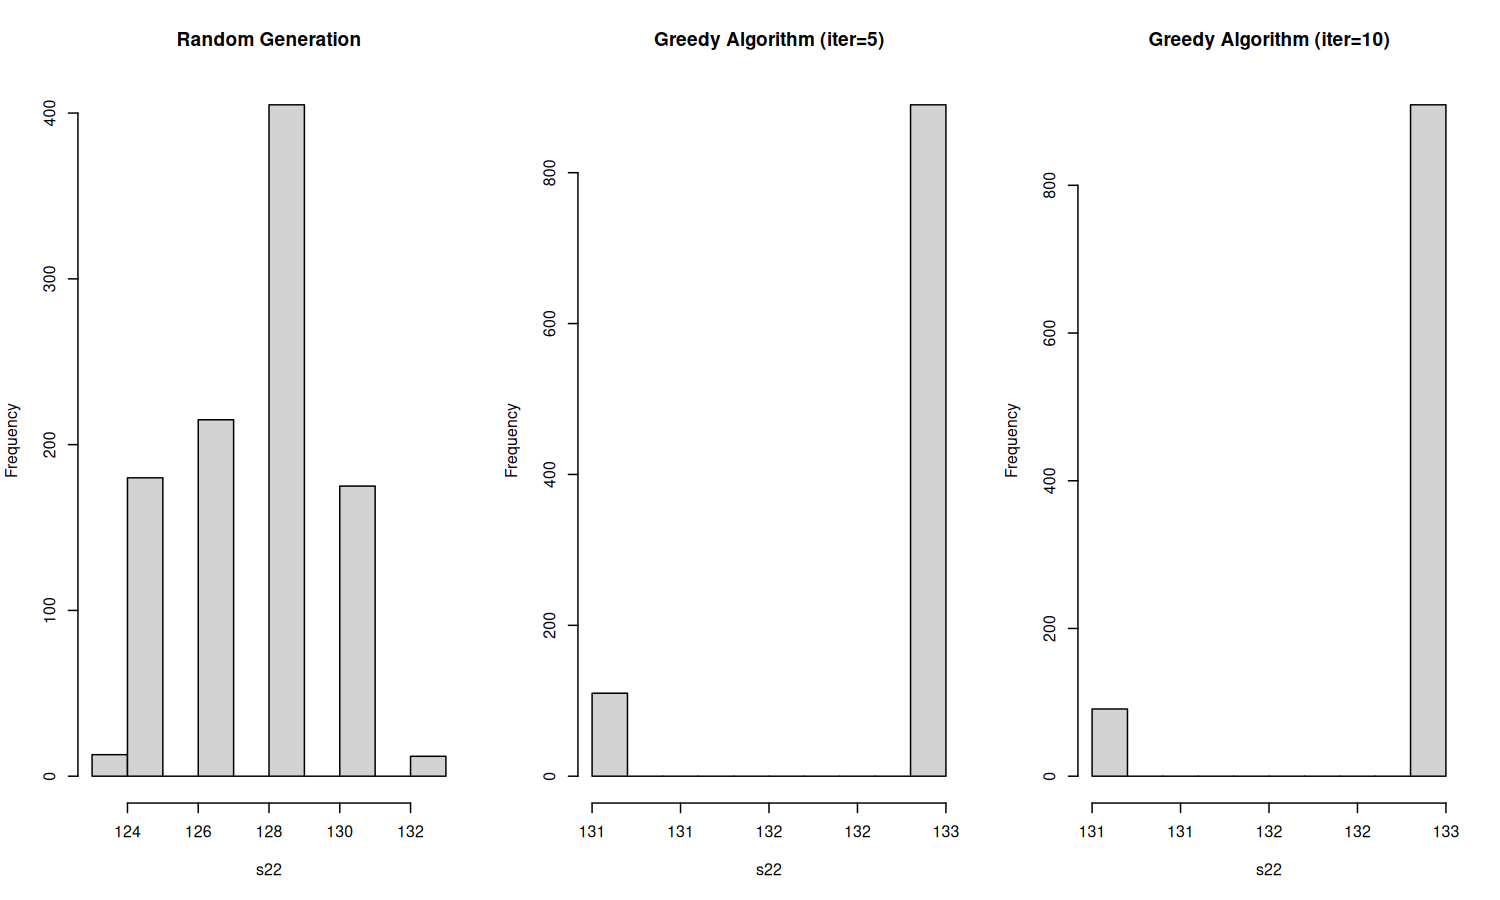 Random Generation
Frequency
0
100
200
300
400
124 126 128 130 132
s22
Greedy Algorithm (iter=5)
Frequency
0
200
400
600
800
131 131 132 132 133
s22
Greedy Algorithm (iter=10)
Frequency
0
200
400
600
800
131 131 132 132 133
s22